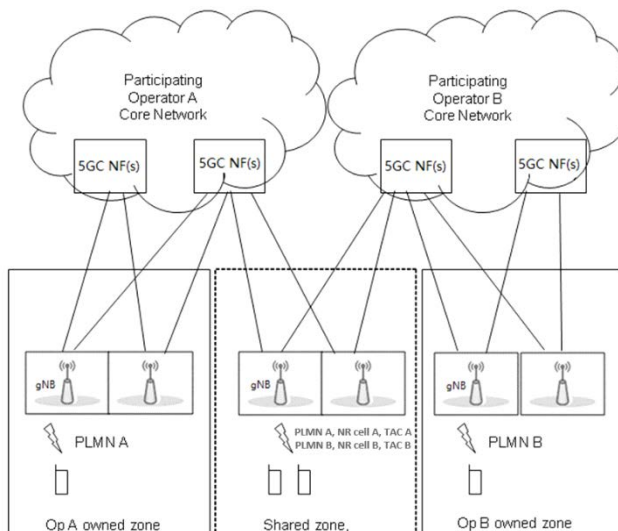 Participating
Operator A
Core Network
Participating
Operator B
Core Network
5GC NF(s)
5GC NF(s)
5GC NF(s)
5GC NF(s)
gNB
gNB
gNB
PLMN A
PLMN A, NR cell A, TAC A
PLMN B, NR cell B, TAC B
PLMN B
Op A owned zone
Shared zone,
Op B owned zone